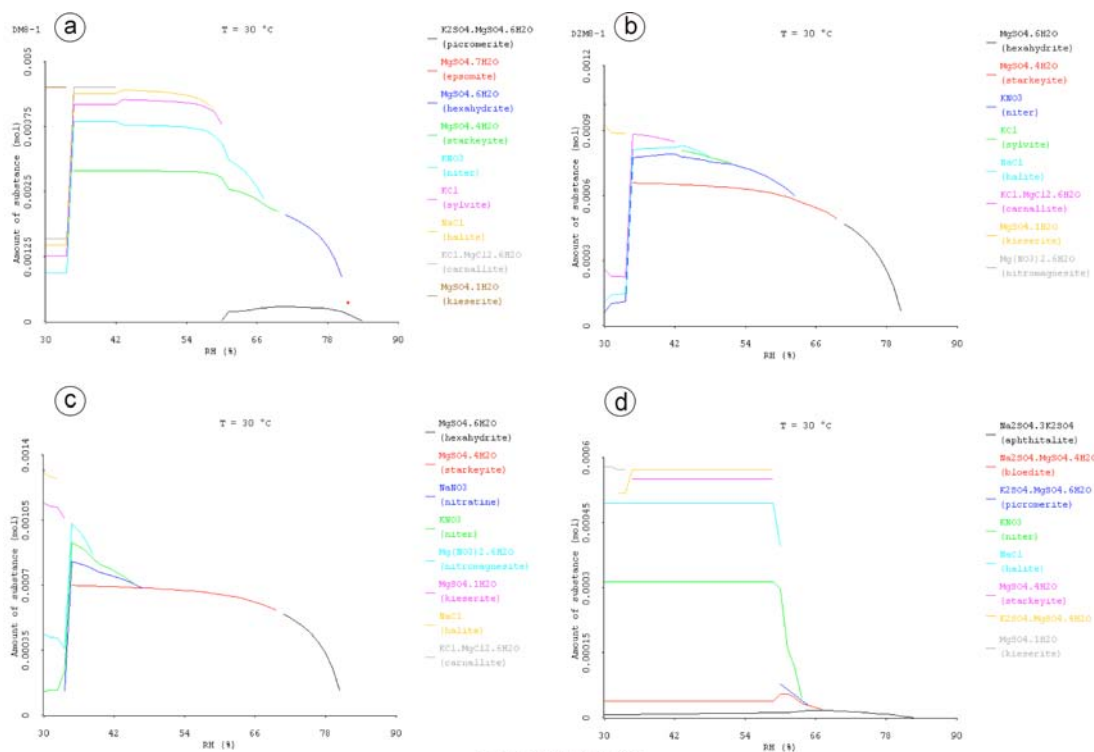 a
DM8-1
T = 30 °C
K2SO4.MgSO4.6H2O
(picromerite)
MgSO4.7H2O
(epsomite)
MgSO4.6H2O
(hexahydrite)
MgSO4.4H2O
(starkeyite)
KNO3
(niter)
KCl
(sylvite)
NaCl
(halite)
KCl.MgCl2.6H2O
(carnallite)
MgSO4.1H2O
(kieserite)
Amount of substance (mol)
0.005
0.00375
0.0025
0.00125
0
30 42 54 66 78 90
RH (%)
b
D2M8-1
T = 30 °C
MgSO4.6H2O
(hexahydrite)
MgSO4.4H2O
(starkeyite)
KNO3
(niter)
KCl
(sylvite)
NaCl
(halite)
KCl.MgCl2.6H2O
(carnallite)
MgSO4.1H2O
(kieserite)
Mg(NO3)2.6H2O
(nitromagnesite)
Amount of substance (mol)
0.0012
0.0009
0.0006
0.0003
0
30 42 54 66 78 90
RH (%)
c
T = 30 °C
MgSO4.6H2O
(hexahydrite)
MgSO4.4H2O
(starkeyite)
NaNO3
(nitratine)
KNO3
(niter)
Mg(NO3)2.6H2O
(nitromagnesite)
MgSO4.1H2O
(kieserite)
NaCl
(halite)
KCl.MgCl2.6H2O
(carnallite)
Amount of substance (mol)
0.0014
0.00105
0.0007
0.00035
0
30 42 54 66 78 90
RH (%)
d
T = 30 °C
Na2SO4.3K2SO4
(aphthitalite)
Na2SO4.MgSO4.4H2O
(bloedite)
K2SO4.MgSO4.6H2O
(picromerite)
KNO3
(niter)
NaCl
(halite)
MgSO4.4H2O
(starkeyite)
K2SO4.MgSO4.4H2O
MgSO4.1H2O
(kieserite)
Amount of substance (mol)
0.0006
0.00045
0.0003
0.00015
0
30 42 54 66 78 90
RH (%)